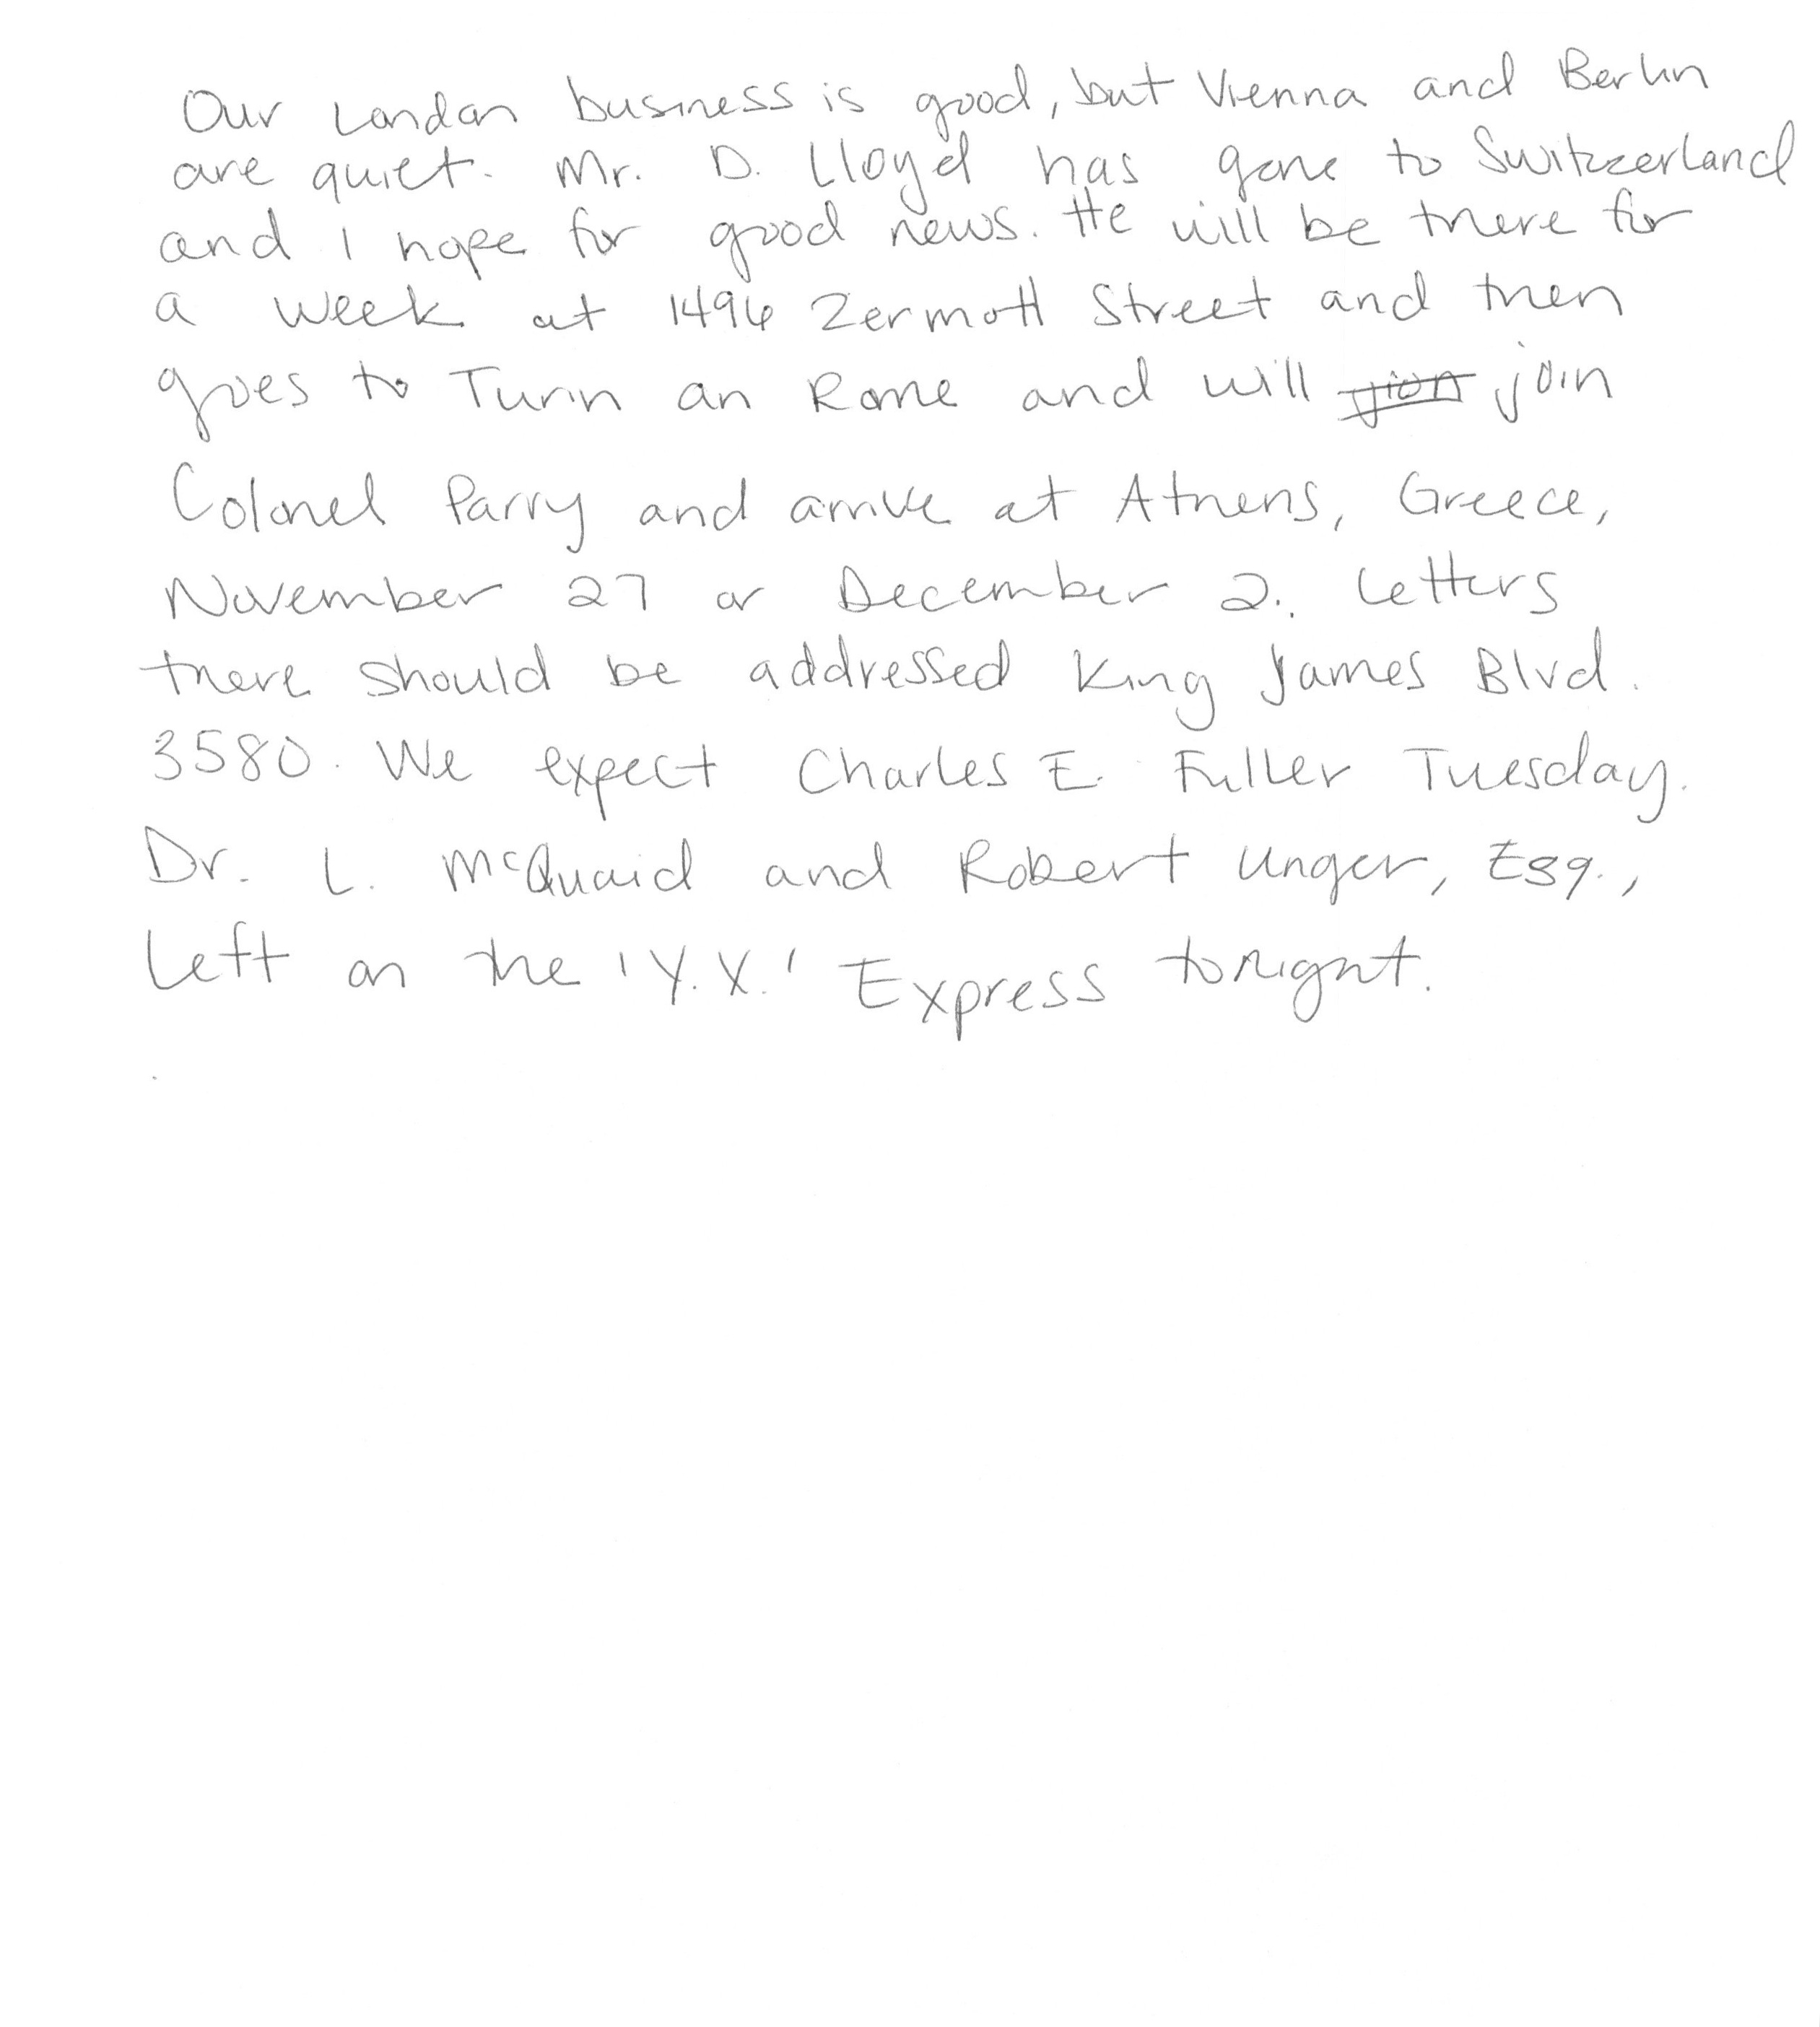 Our London business is good, but Vienna and Berlin
are quiet. Mr. D. Lloyd has gone to Switzerland
and I hope for good news. He will be there for
a week at 1496 Zermott Street and then
goes to Turin an Rome and will jion join
Colonel Parry and arrive at Athens, Greece,
November 27 or December 2. Letters
there should be addressed King James Blvd.
3580. We expect Charles E. Fuller Tuesday.
Dr. L. McQuaid and Robert Unger, Esq.,
left on the 'Y.X.' Express tonight.